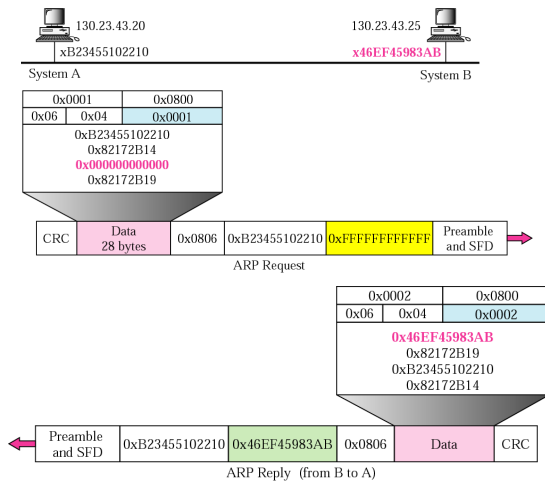 130.23.43.20
130.23.43.25
xB23455102210
x46EF45983AB
System A
System B
0x0001 0x0800
0x06 0x04 0x0001
0xB23455102210
0x82172B14
0x000000000000
0x82172B19
CRC
Data
28 bytes
0x0806
0xB23455102210
0xFFFFFFFFFFFF
Preamble
and SFD
ARP Request
0x0002 0x0800
0x06 0x04 0x0002
0x46EF45983AB
0x82172B19
0xB23455102210
0x82172B14
Preamble
and SFD
0xB23455102210
0x46EF45983AB
0x0806
Data
CRC
ARP Reply (from B to A)